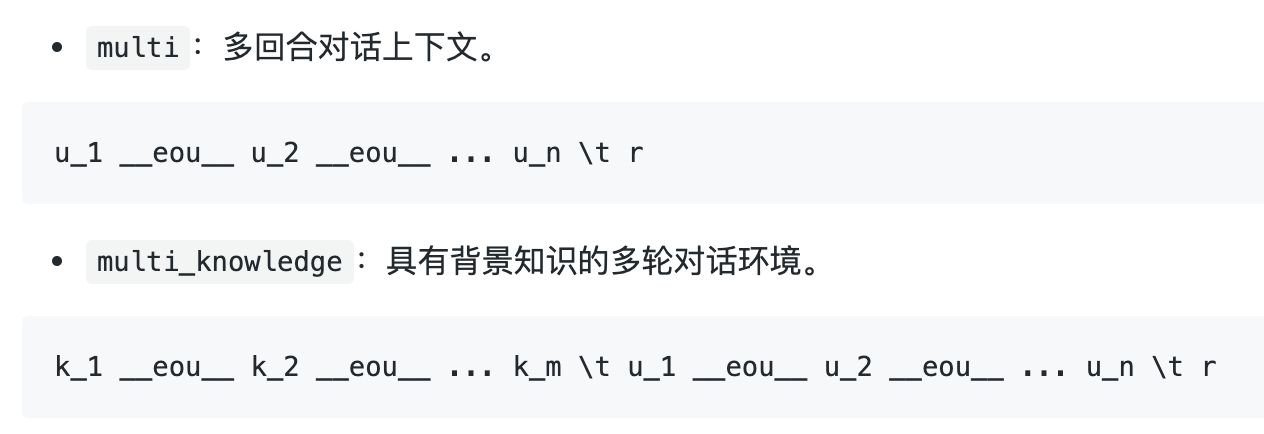 • multi： 多回合对话上下文。
u_1 __eou__ u_2 __eou__ ... u_n \t r
• multi_knowledge： 具有背景知识的多轮对话环境。
k_1 __eou__ k_2 __eou__ ... k_m \t u_1 __eou__ u_2 __eou__ ... u_n \t r